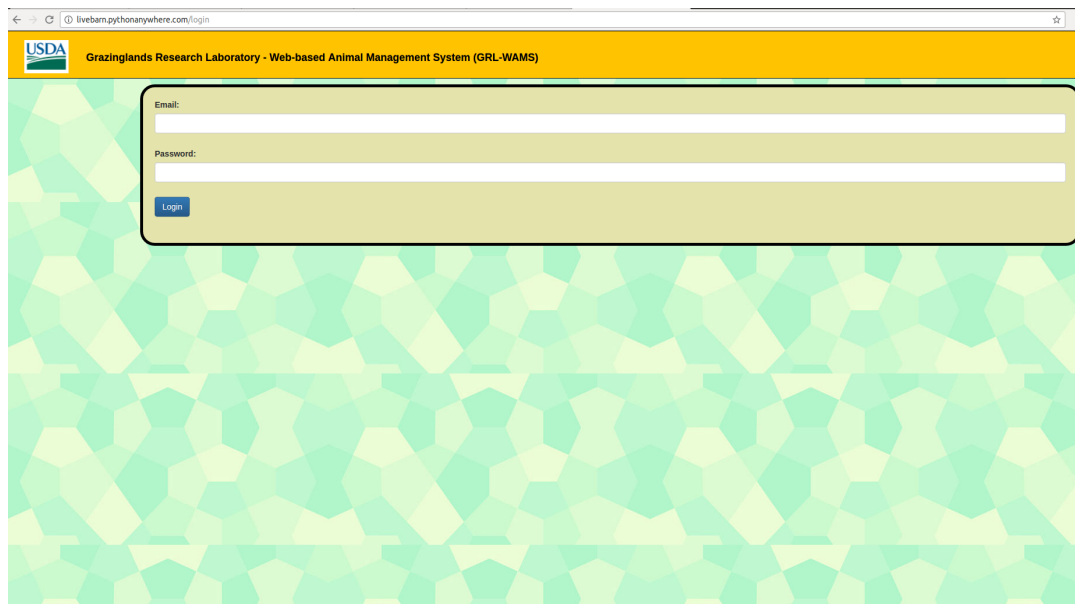 livebarn.pythonanywhere.com/login
USDA
Grazinglands Research Laboratory - Web-based Animal Management System (GRL-WAMS)
Email:
Password:
Login